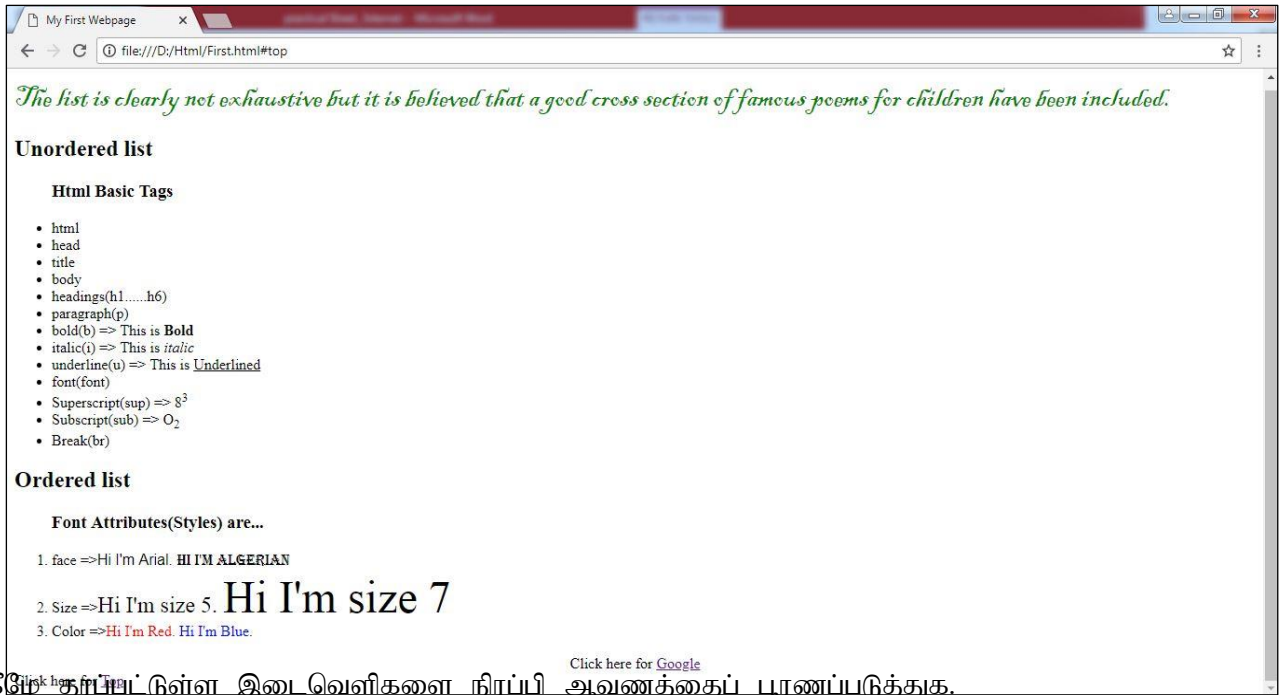 My First Webpage
file:///D:/Html/First.html#top
The list is clearly not exhaustive but it is believed that a good cross section of famous poems for children have been included.
Unordered list
Html Basic Tags
html
head
title
body
headings(h1......h6)
paragraph(p)
bold(b) => This is Bold
italic(i) => This is italic
underline(u) => This is Underlined
font(font)
Superscript(sup) => 8³
Subscript(sub) => O₂
Break(br)
Ordered list
Font Attributes(Styles) are...
1. face =>Hi I'm Arial. HI I'M ALGERIAN
2. Size =>Hi I'm size 5. Hi I'm size 7
3. Color =>Hi I'm Red. Hi I'm Blue.
Click here for Google
Click here for Top
இடைவெளிகளை நிரப்பி ஆவணத்தைப் பூரணப்படுத்துக.